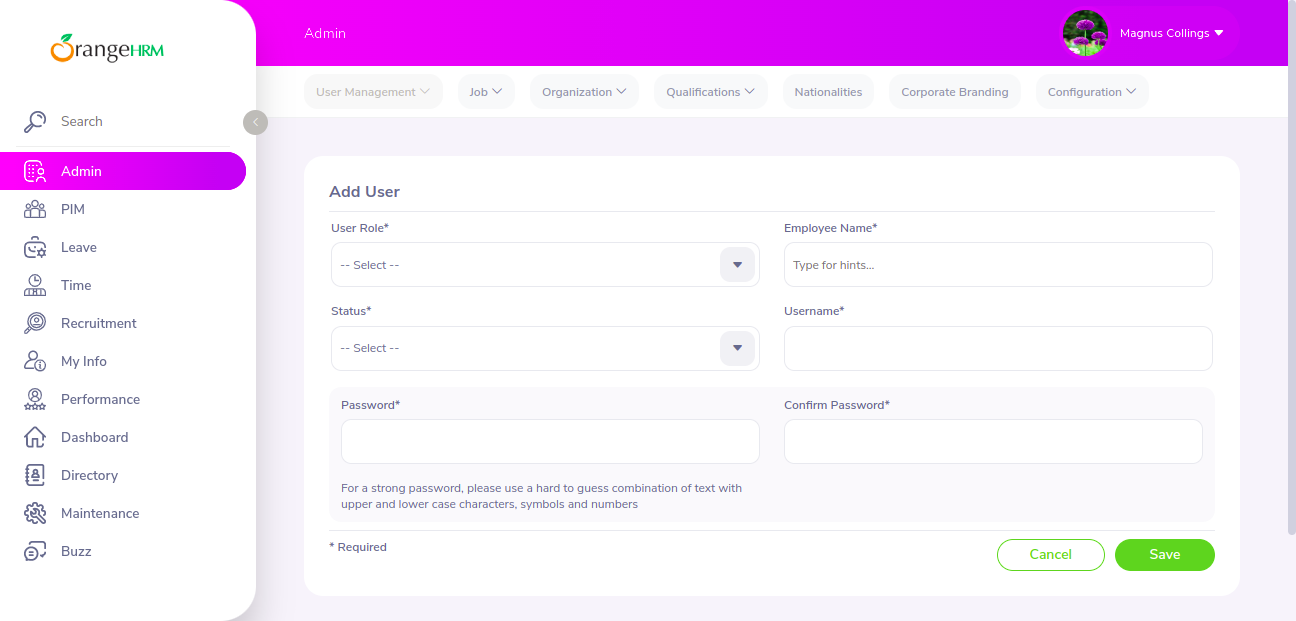 OrangeHRM
Admin
Magnus Collings
User Management
Job
Organization
Qualifications
Nationalities
Corporate Branding
Configuration
Search
Admin
PIM
Leave
Time
Recruitment
My Info
Performance
Dashboard
Directory
Maintenance
Buzz
Add User
User Role*
-- Select --
Employee Name*
Type for hints...
Status*
-- Select --
Username*
Password*
Confirm Password*
For a strong password, please use a hard to guess combination of text with
upper and lower case characters, symbols and numbers
* Required
Cancel
Save